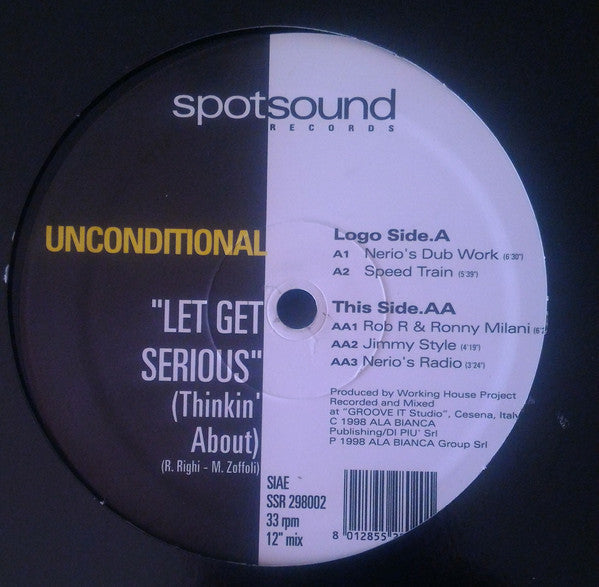 spotsound
RECORDS
UNCONDITIONAL
"LET GET
SERIOUS"
(Thinkin'
About)
(R. Righi - M. Zoffoli)
Logo Side.A
A1 Nerio's Dub Work (6'30")
A2 Speed Train (5'39")
This Side.AA
AA1 Rob R & Ronny Milani
AA2 Jimmy Style (4'19")
AA3 Nerio's Radio (3'24")
Produced by Working House Project
Recorded and Mixed
at "GROOVE IT Studio", Cesena, Italy
C 1998 ALA BIANCA
Publishing/DI PIU' Srl
P 1998 ALA BIANCA Group Srl
SIAE
SSR 298002
33 rpm
12" mix
8 012855